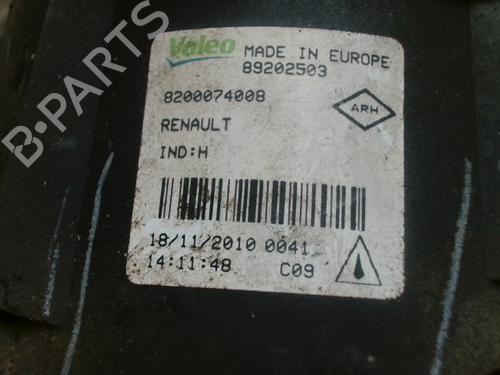 Valeo MADE IN EUROPE
89202503
8200074008
ARH
RENAULT
IND:H
18/11/2010 0041
14:11:48 C09
B-PARTS